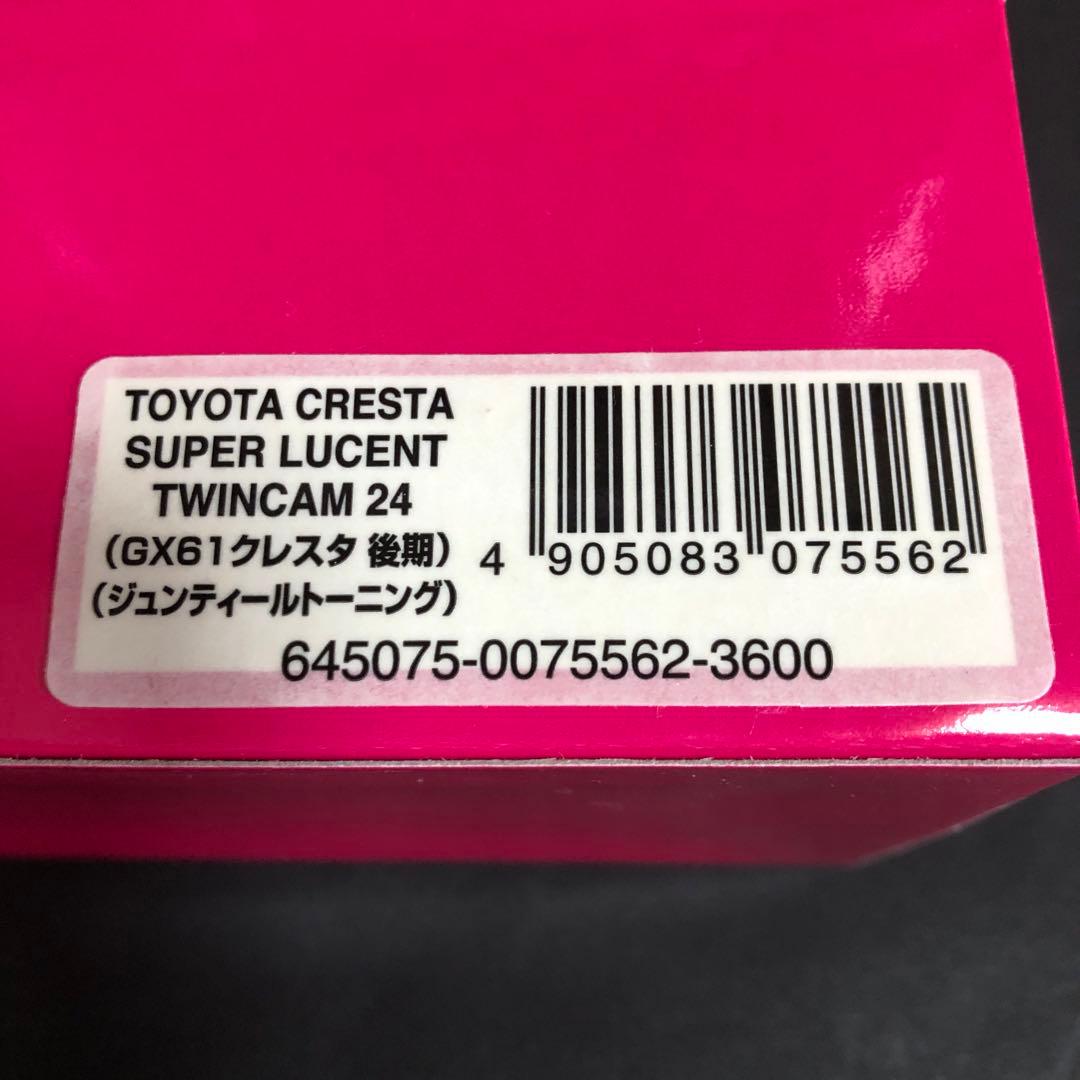 TOYOTA CRESTA
SUPER LUCENT
TWINCAM 24
(GX61クレスタ 後期)
(ジュンティールトーニング)
4 905083 075562
645075-0075562-3600